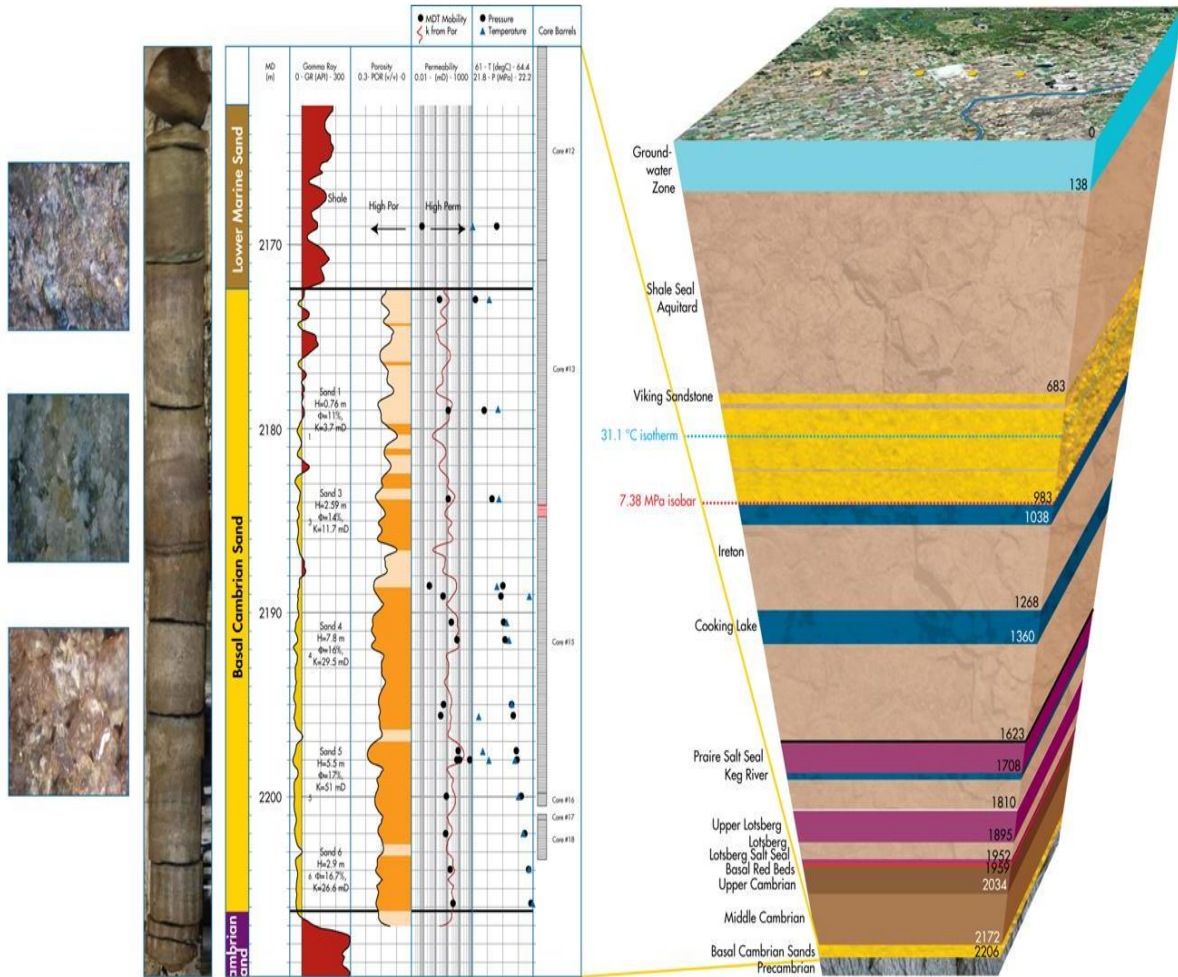 MDT Mobility
k from Por
Pressure
Temperature
Core Barrels
MD
(m)
Gamma Ray
0 - GR (API) - 300
Porosity
0.3- POR (v/v) -0
Permeability
0.01 - (mD) - 1000
61 - T (degC) - 64.4
21.8 - P (MPa) - 22.2
Lower Marine Sand
Basal Cambrian Sand
mbrian
and
Shale
High Por
High Perm
2170
2180
2190
2200
Sand 1
H=0.76 m
Φ=11%,
K=3.7 mD
1
Sand 3
H=2.59 m
Φ=14%,
K=11.7 mD
3
Sand 4
H=7.8 m
Φ=16%,
K=29.5 mD
4
Sand 5
H=5.5 m
Φ=17%,
K=51 mD
5
Sand 6
H=2.9 m
Φ=16.7%,
K=26.6 mD
6
Core #12
Core #13
Core #15
Core #16
Core #17
Core #18
0
Ground-
water
Zone
138
Shale Seal
Aquitard
683
Viking Sandstone
31.1 °C isotherm
7.38 MPa isobar
983
1038
Ireton
1268
Cooking Lake
1360
1623
Praire Salt Seal
1708
Keg River
1810
Upper Lotsberg
1895
Lotsberg
Lotsberg Salt Seal
1952
Basal Red Beds
1959
Upper Cambrian
2034
Middle Cambrian
2172
Basal Cambrian Sands
2206
Precambrian